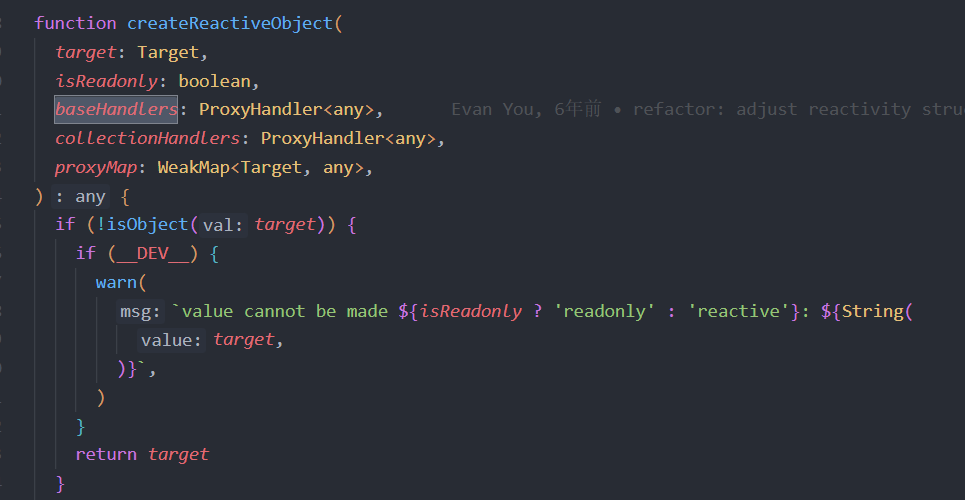 function createReactiveObject(
target: Target,
isReadonly: boolean,
baseHandlers: ProxyHandler<any>, Evan You, 6年前 • refactor: adjust reactivity stru
collectionHandlers: ProxyHandler<any>,
proxyMap: WeakMap<Target, any>,
) : any {
if (!isObject(val: target)) {
if (__DEV__) {
warn(
msg: `value cannot be made ${isReadonly ? 'readonly' : 'reactive'}: ${String(
value: target,
)}`,
)
}
return target
}